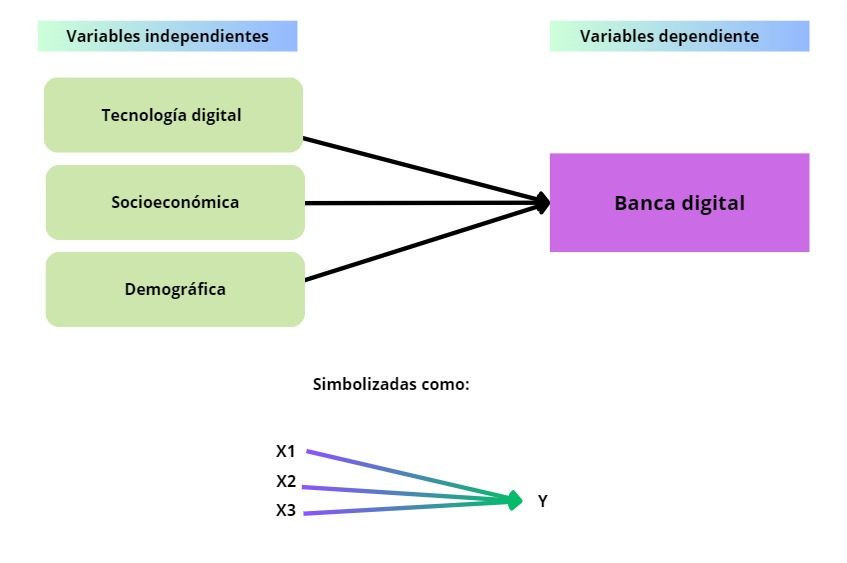 Variables independientes
Variables dependiente
Tecnología digital
Socioeconómica
Demográfica
Banca digital
Simbolizadas como:
X1
X2
X3
Y